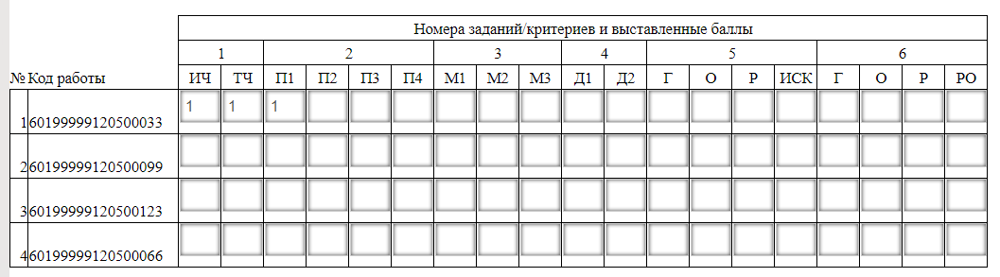 Номера заданий/критериев и выставленные баллы
1 2 3 4 5 6
№ Код работы ИЧ ТЧ П1 П2 П3 П4 М1 М2 М3 Д1 Д2 Г О Р ИСК Г О Р РО
1 60199999120500033 1 1 1
2 60199999120500099
3 60199999120500123
4 60199999120500066